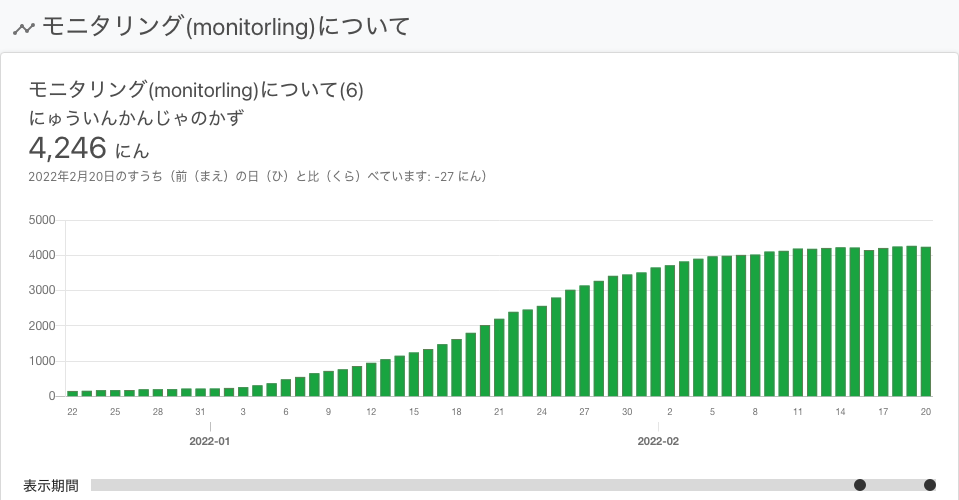 モニタリング(monitorling)について
モニタリング(monitorling)について(6)
にゅういんかんじゃのかず
4,246 にん
2022年2月20日のすうち（前（まえ）の日（ひ）と比（くら）べています: -27 にん）
5000
4000
3000
2000
1000
0
22 25 28 31 3 6 9 12 15 18 21 24 27 30 2 5 8 11 14 17 20
2022-01 2022-02
表示期間